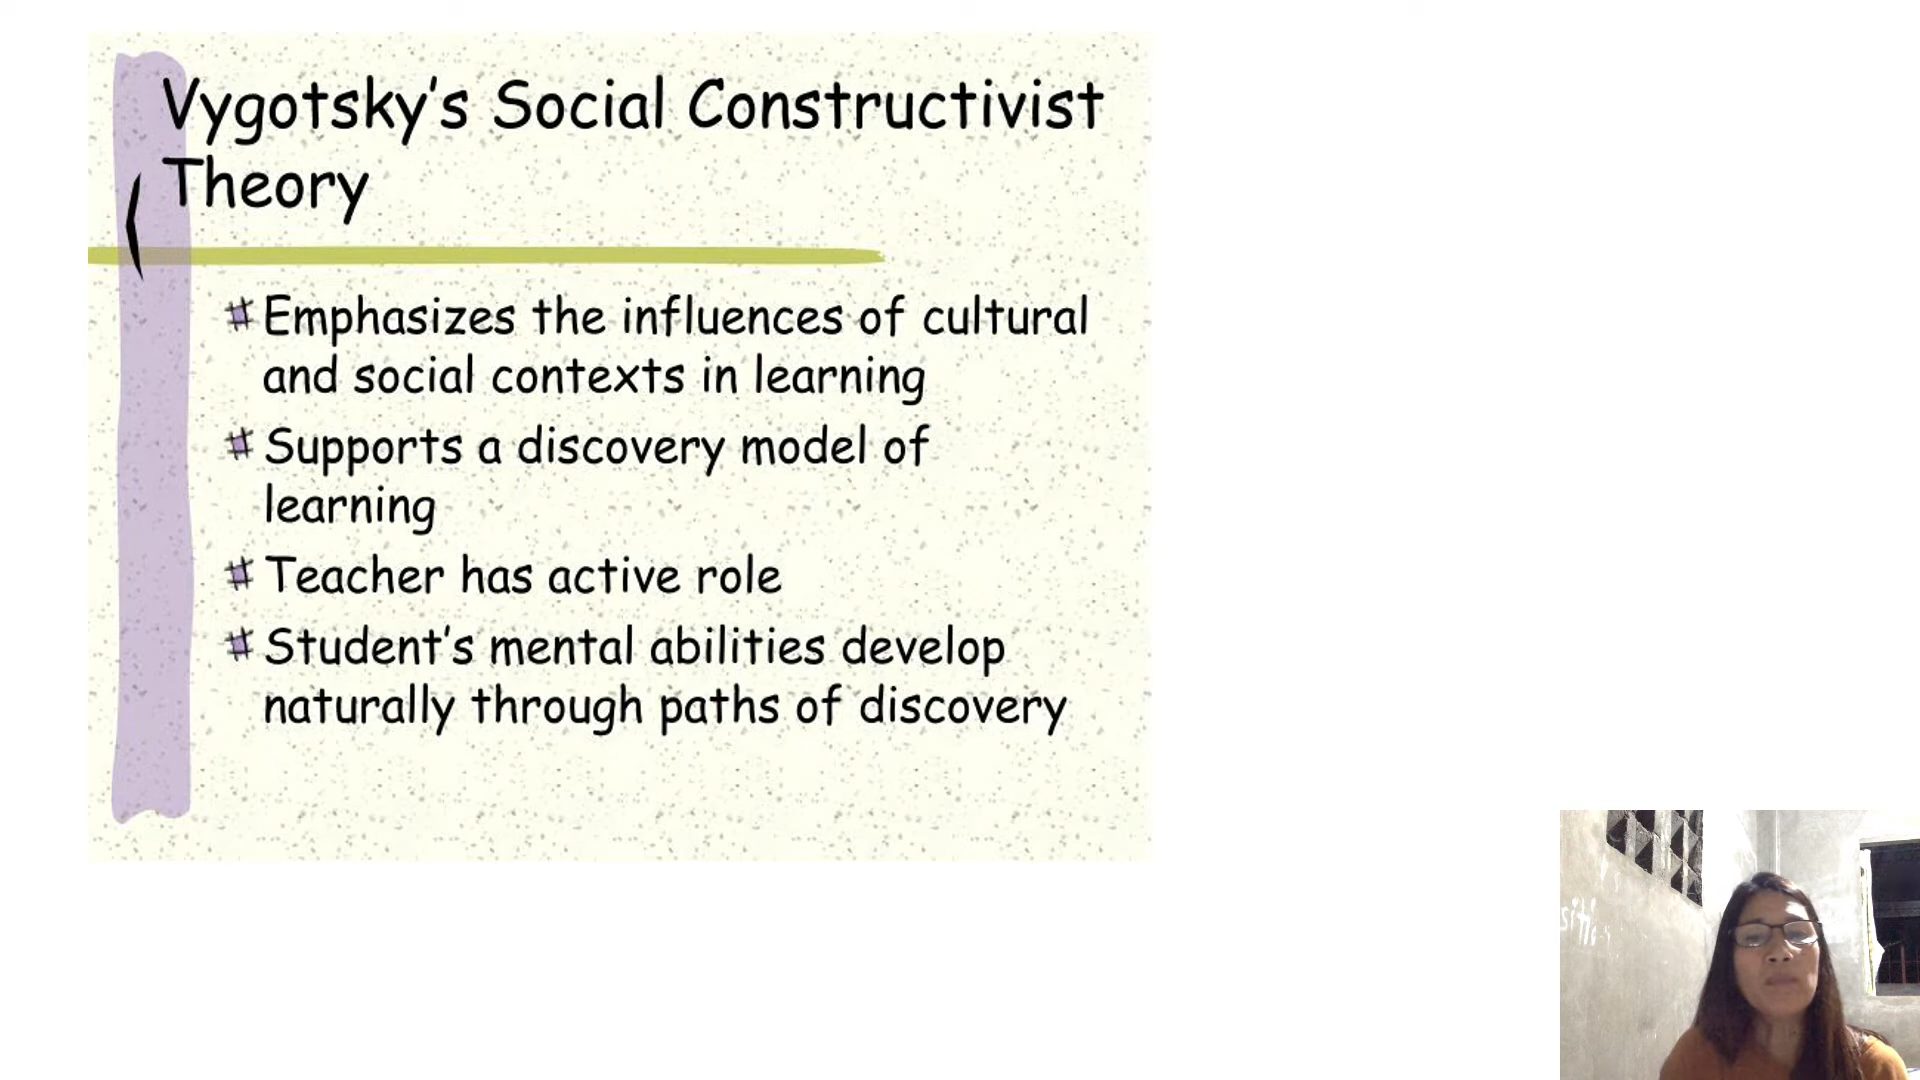 Vygotsky's Social Constructivist
Theory
Emphasizes the influences of cultural
and social contexts in learning
Supports a discovery model of
learning
Teacher has active role
Student's mental abilities develop
naturally through paths of discovery